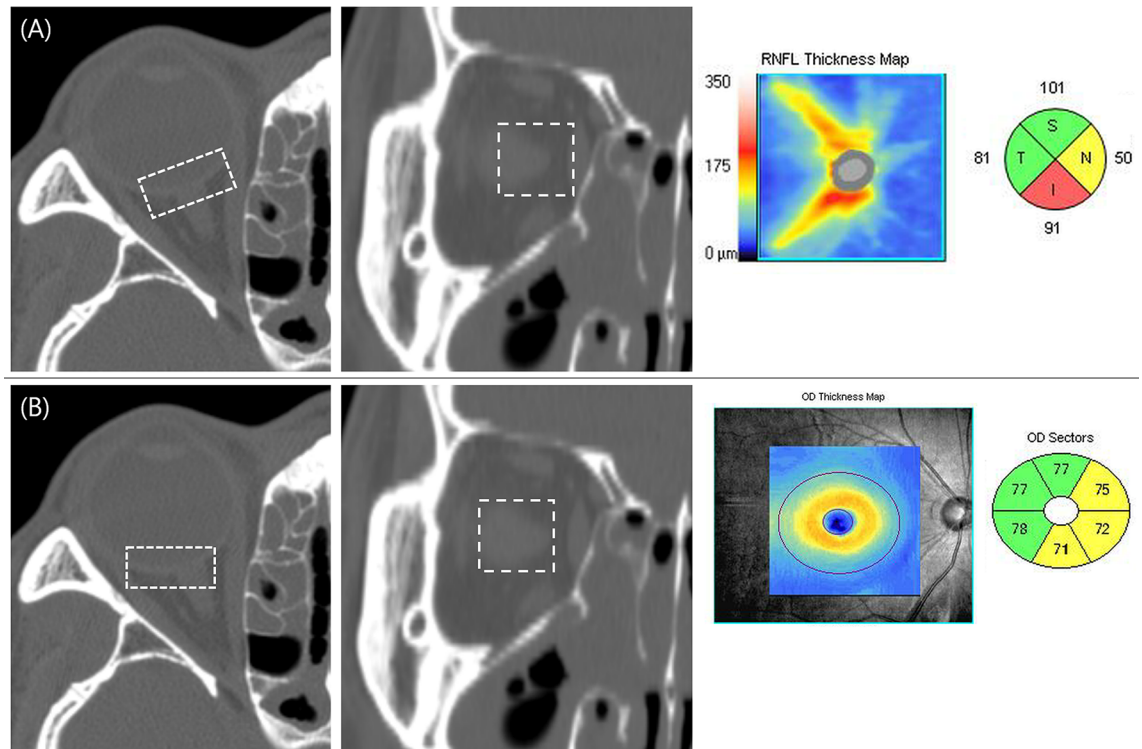 (A)
RNFL Thickness Map
350
175
0 μm
101
S
81 T N 50
I
91
(B)
OD Thickness Map
OD Sectors
77
77 75
78 72
71